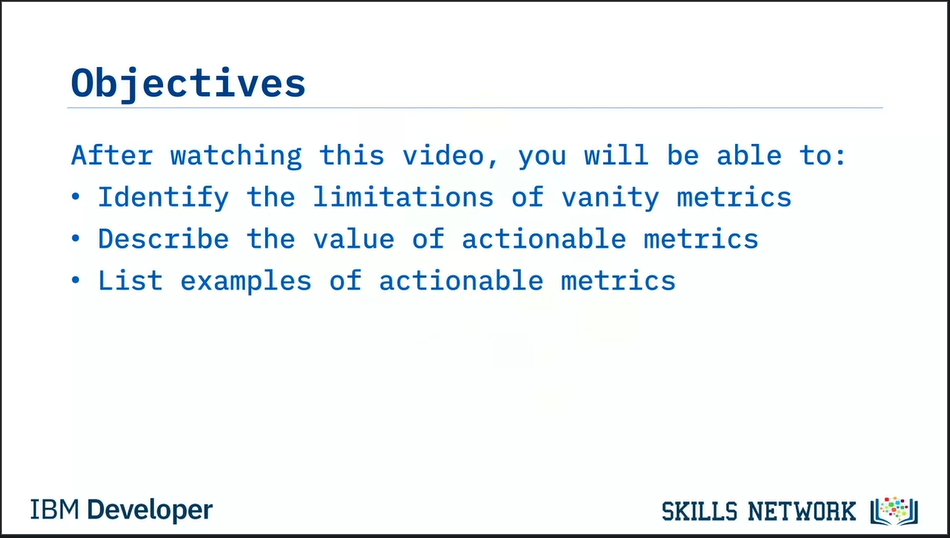 Objectives
After watching this video, you will be able to:
• Identify the limitations of vanity metrics
• Describe the value of actionable metrics
• List examples of actionable metrics
IBM Developer
SKILLS NETWORK